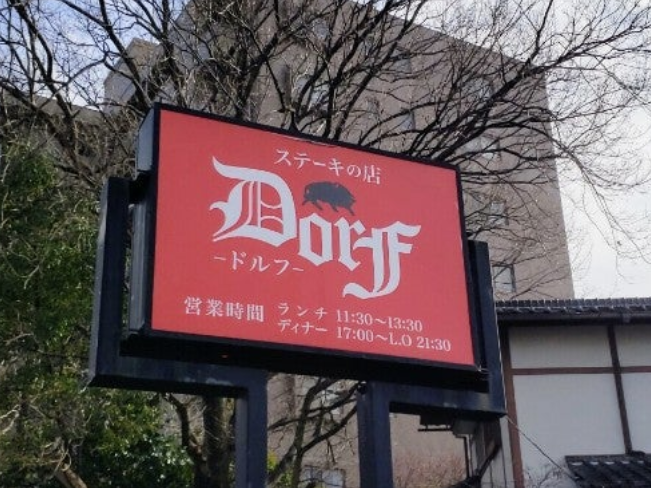 ステーキの店
Dorf
-ドルフ-
営業時間 ランチ 11:30〜13:30
ディナー 17:00〜L.O 21:30